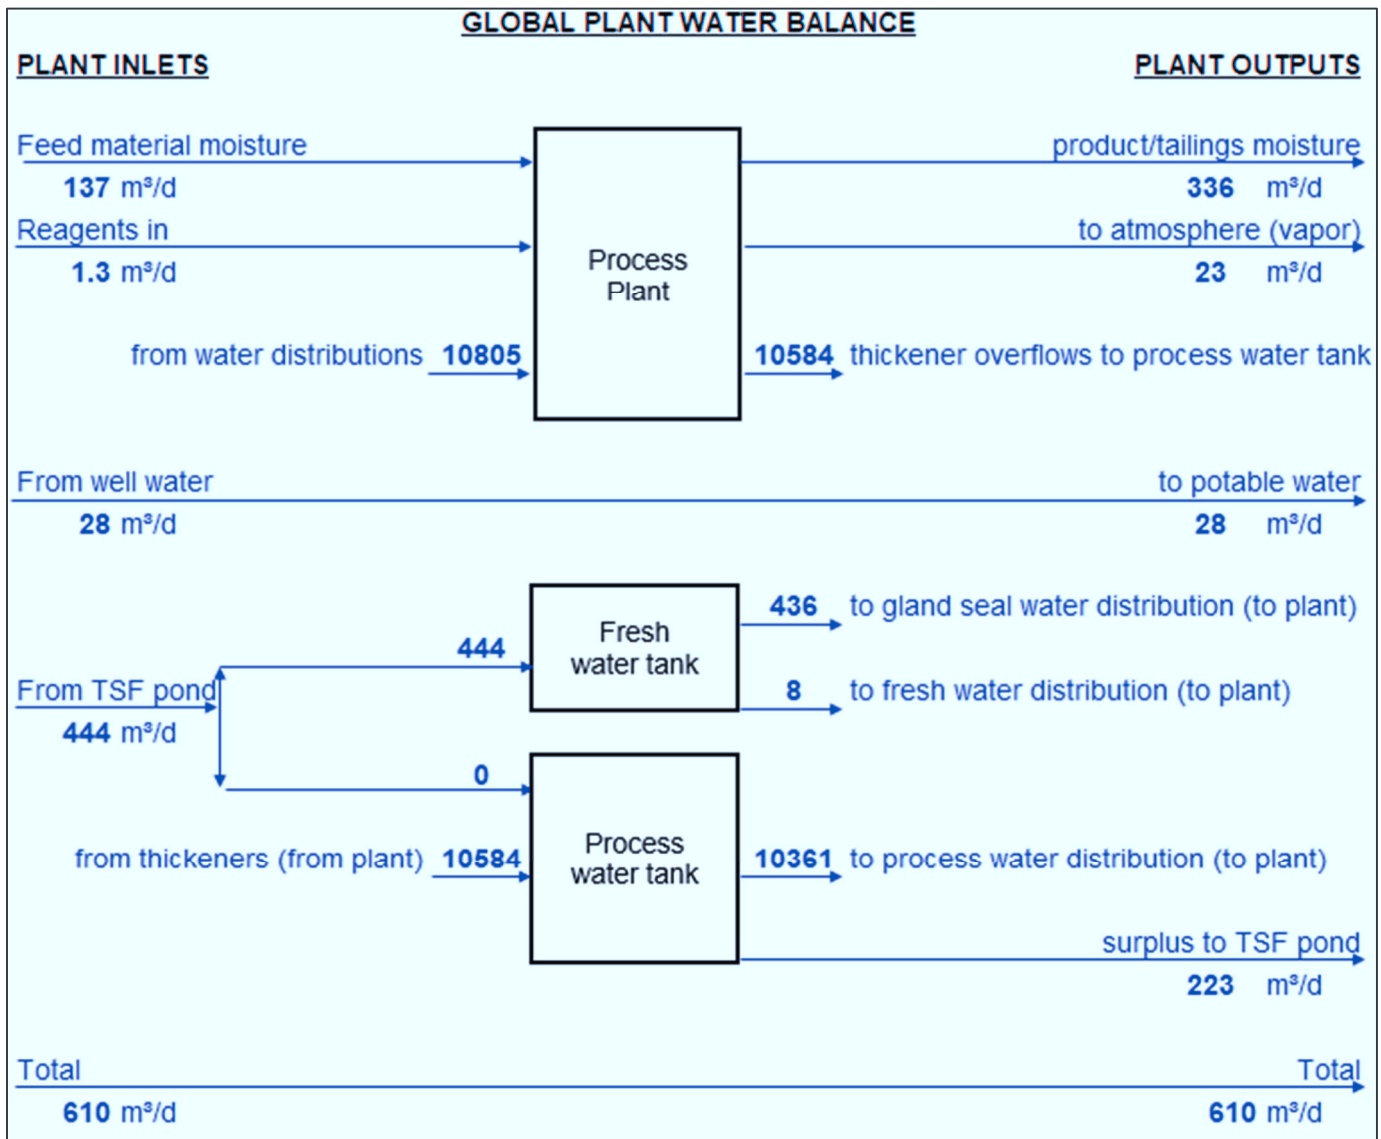 GLOBAL PLANT WATER BALANCE
PLANT INLETS
PLANT OUTPUTS
Feed material moisture
137 m³/d
product/tailings moisture
336 m³/d
Reagents in
1.3 m³/d
to atmosphere (vapor)
23 m³/d
Process
Plant
from water distributions 10805
10584 thickener overflows to process water tank
From well water
28 m³/d
to potable water
28 m³/d
Fresh
water tank
436 to gland seal water distribution (to plant)
444
From TSF pond
444 m³/d
8 to fresh water distribution (to plant)
0
Process
water tank
from thickeners (from plant) 10584
10361 to process water distribution (to plant)
surplus to TSF pond
223 m³/d
Total
610 m³/d
Total
610 m³/d